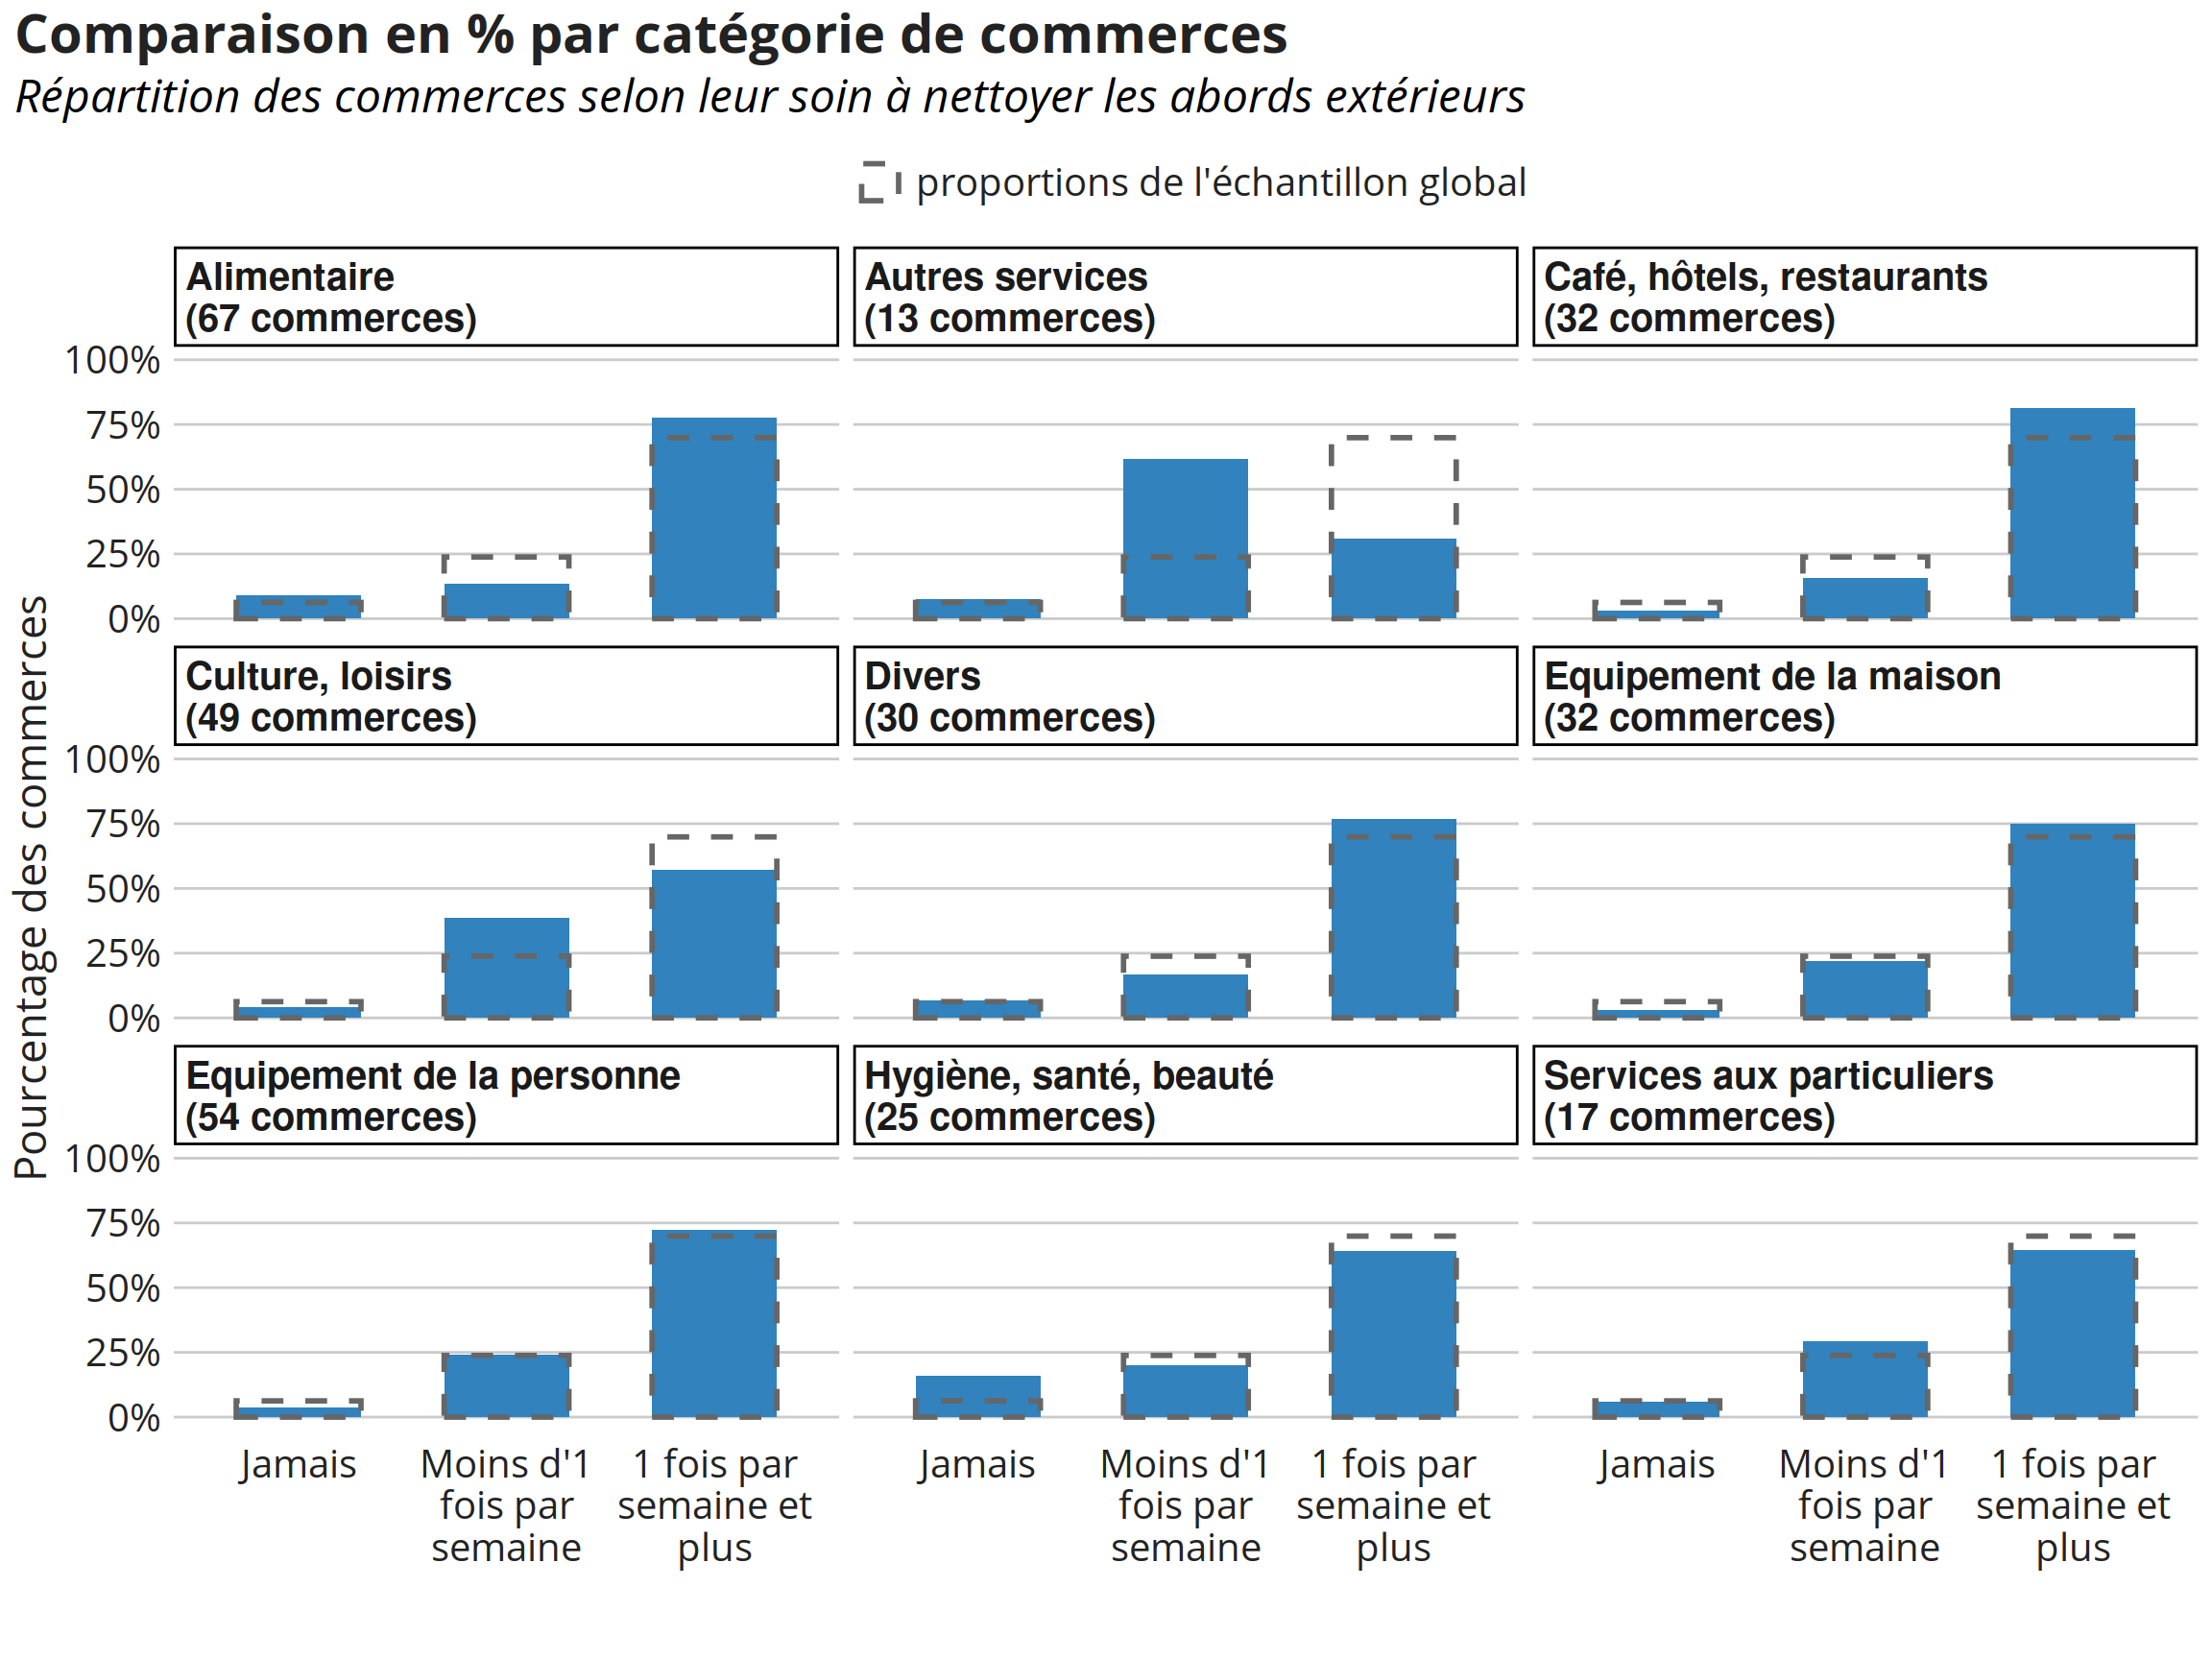 Comparaison en % par catégorie de commerces
Répartition des commerces selon leur soin à nettoyer les abords extérieurs
proportions de l'échantillon global
Pourcentage des commerces
Alimentaire
(67 commerces)
Autres services
(13 commerces)
Café, hôtels, restaurants
(32 commerces)
100%
75%
50%
25%
0%
Culture, loisirs
(49 commerces)
Divers
(30 commerces)
Equipement de la maison
(32 commerces)
100%
75%
50%
25%
0%
Equipement de la personne
(54 commerces)
Hygiène, santé, beauté
(25 commerces)
Services aux particuliers
(17 commerces)
100%
75%
50%
25%
0%
Jamais
Moins d'1
fois par
semaine
1 fois par
semaine et
plus
Jamais
Moins d'1
fois par
semaine
1 fois par
semaine et
plus
Jamais
Moins d'1
fois par
semaine
1 fois par
semaine et
plus